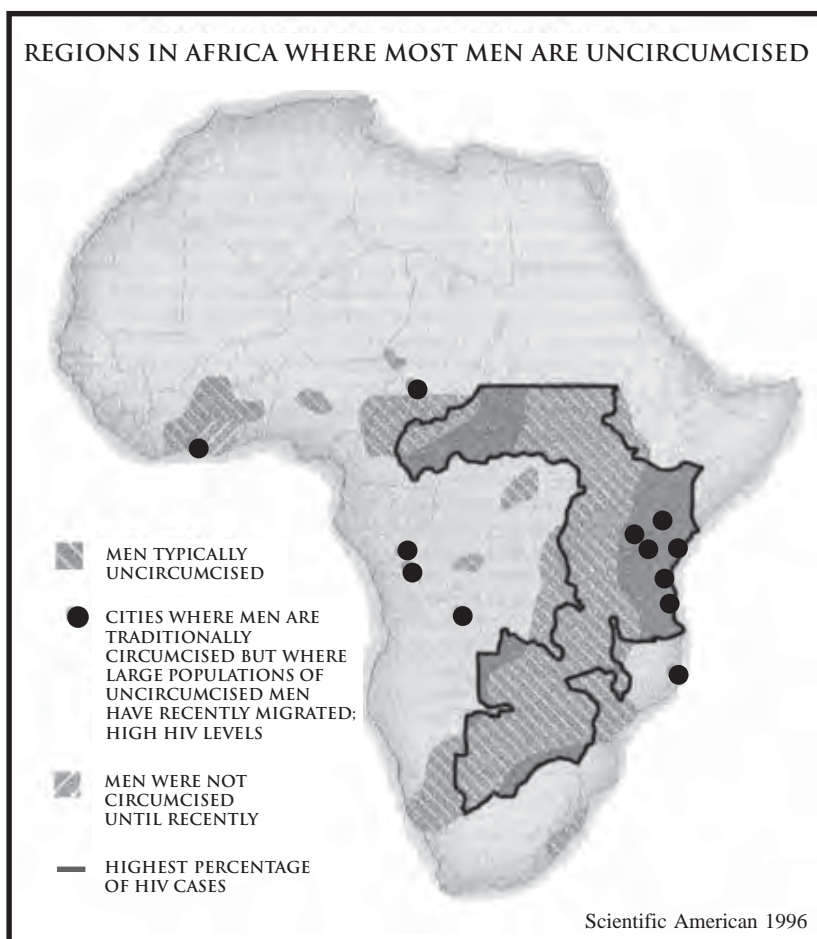 REGIONS IN AFRICA WHERE MOST MEN ARE UNCIRCUMCISED
MEN TYPICALLY
UNCIRCUMCISED
CITIES WHERE MEN ARE
TRADITIONALLY
CIRCUMCISED BUT WHERE
LARGE POPULATIONS OF
UNCIRCUMCISED MEN
HAVE RECENTLY MIGRATED;
HIGH HIV LEVELS
MEN WERE NOT
CIRCUMCISED
UNTIL RECENTLY
HIGHEST PERCENTAGE
OF HIV CASES
Scientific American 1996